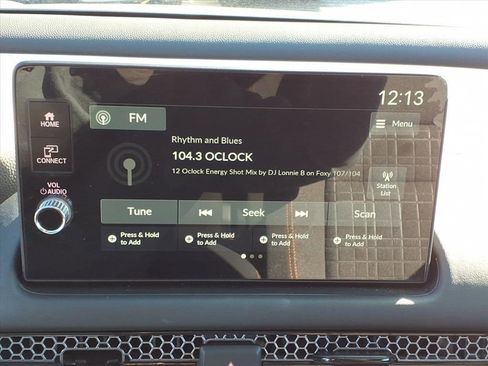 12:13
HOME
FM
Menu
Rhythm and Blues
104.3 OCLOCK
CONNECT
12 Oclock Energy Shot Mix by DJ Lonnie B on Foxy 107/104
Station
List
VOL
AUDIO
Tune
Seek
Scan
Press & Hold
to Add
Press & Hold
to Add
Press & Hold
to Add
Press & Hold
to Add